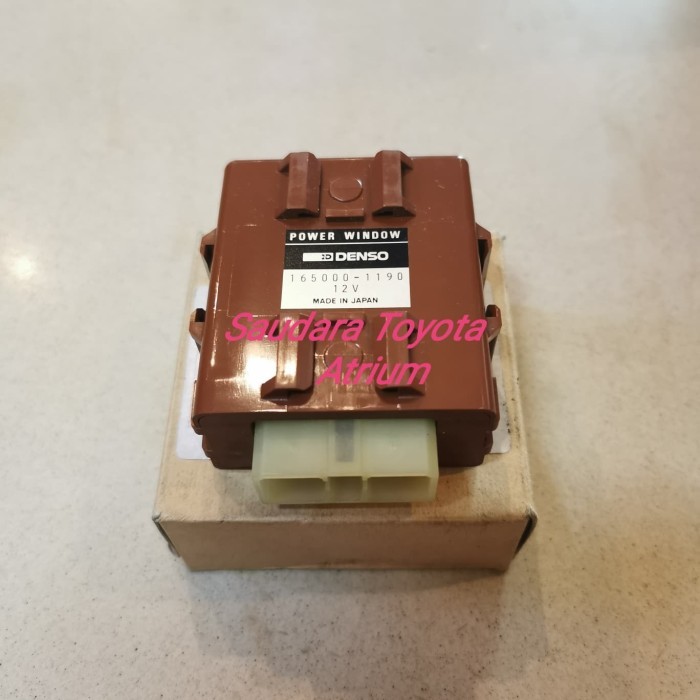 POWER WINDOW
DENSO
165000-1190
12V
MADE IN JAPAN
Saudara Toyota
Atrium